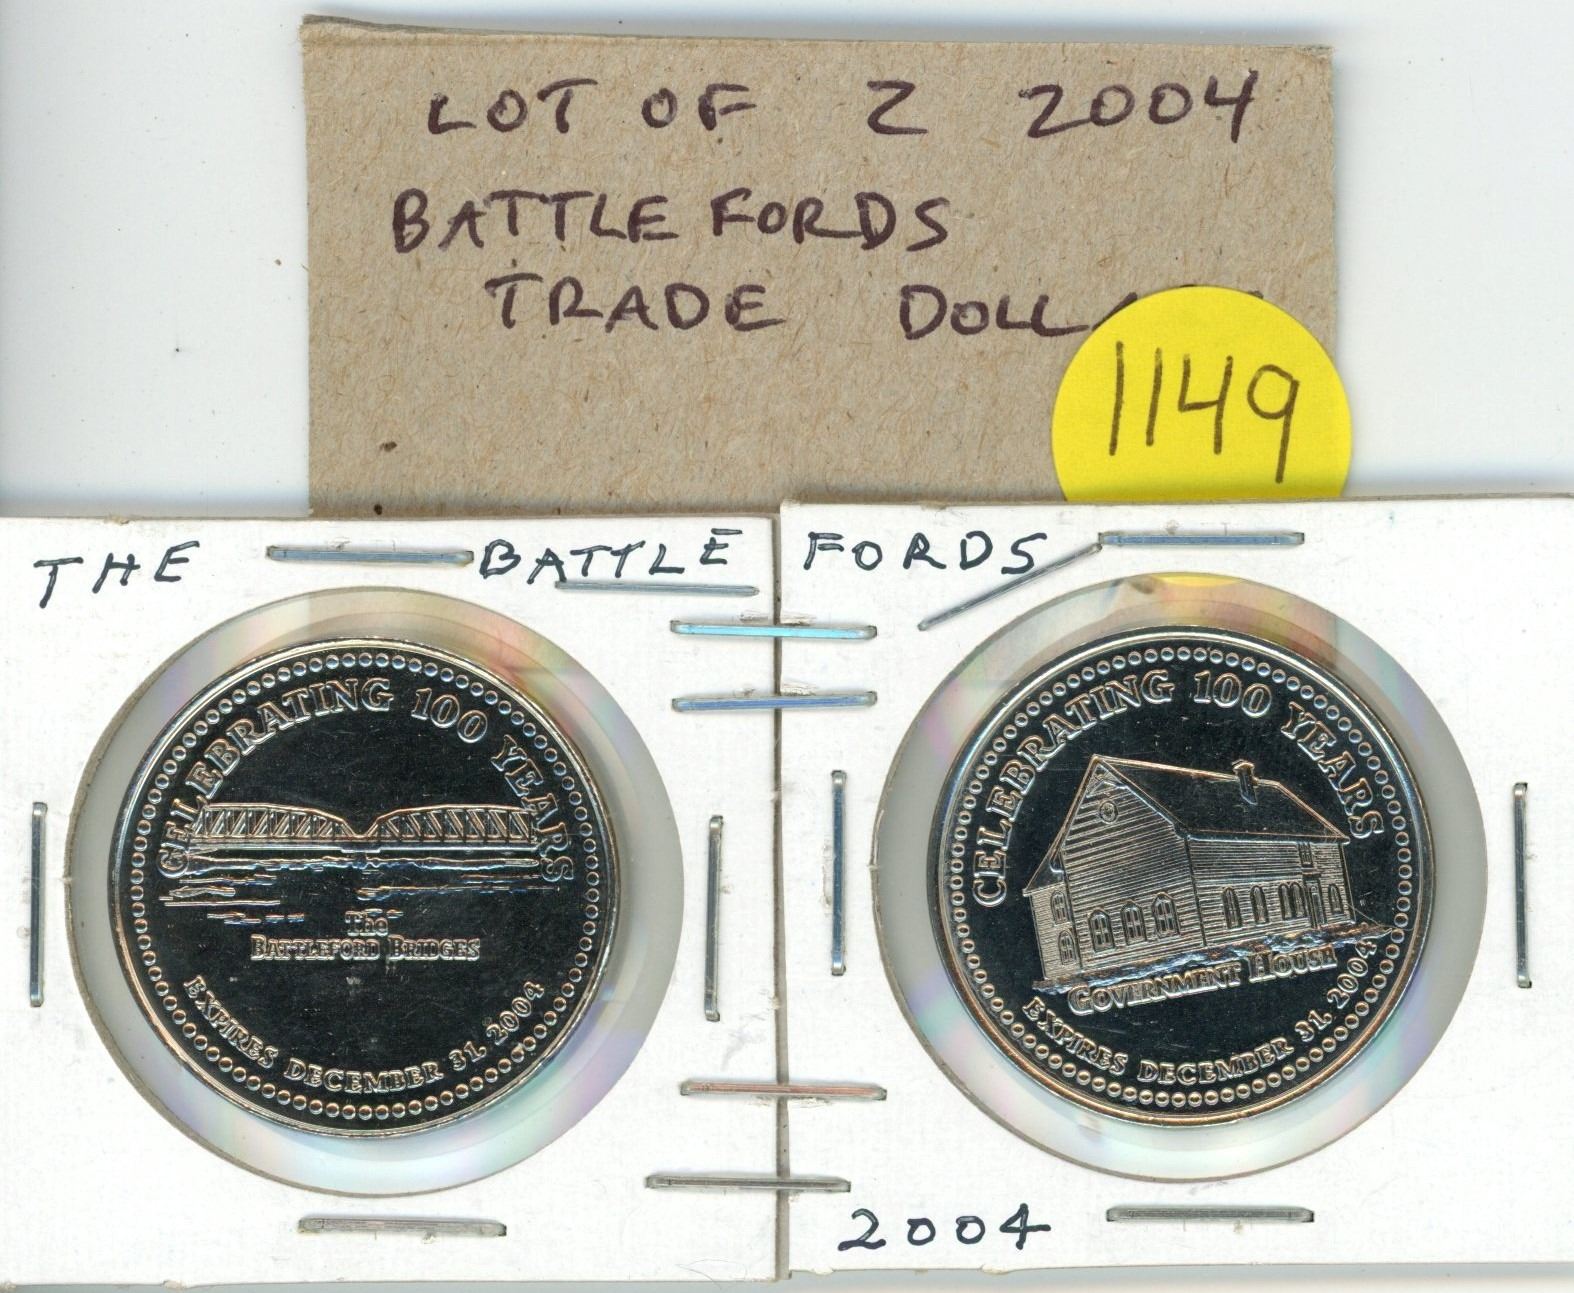 LOT OF 2 2004
BATTLE FORDS
TRADE
1149
THE BATTLE FORDS
CELEBRATING 100 YEARS
The
BATTLEFORD BRIDGES
EXPIRES DECEMBER 31, 2004
CELEBRATING 100 YEARS
GOVERNMENT HOUSE
EXPIRES DECEMBER 31, 2004
2004